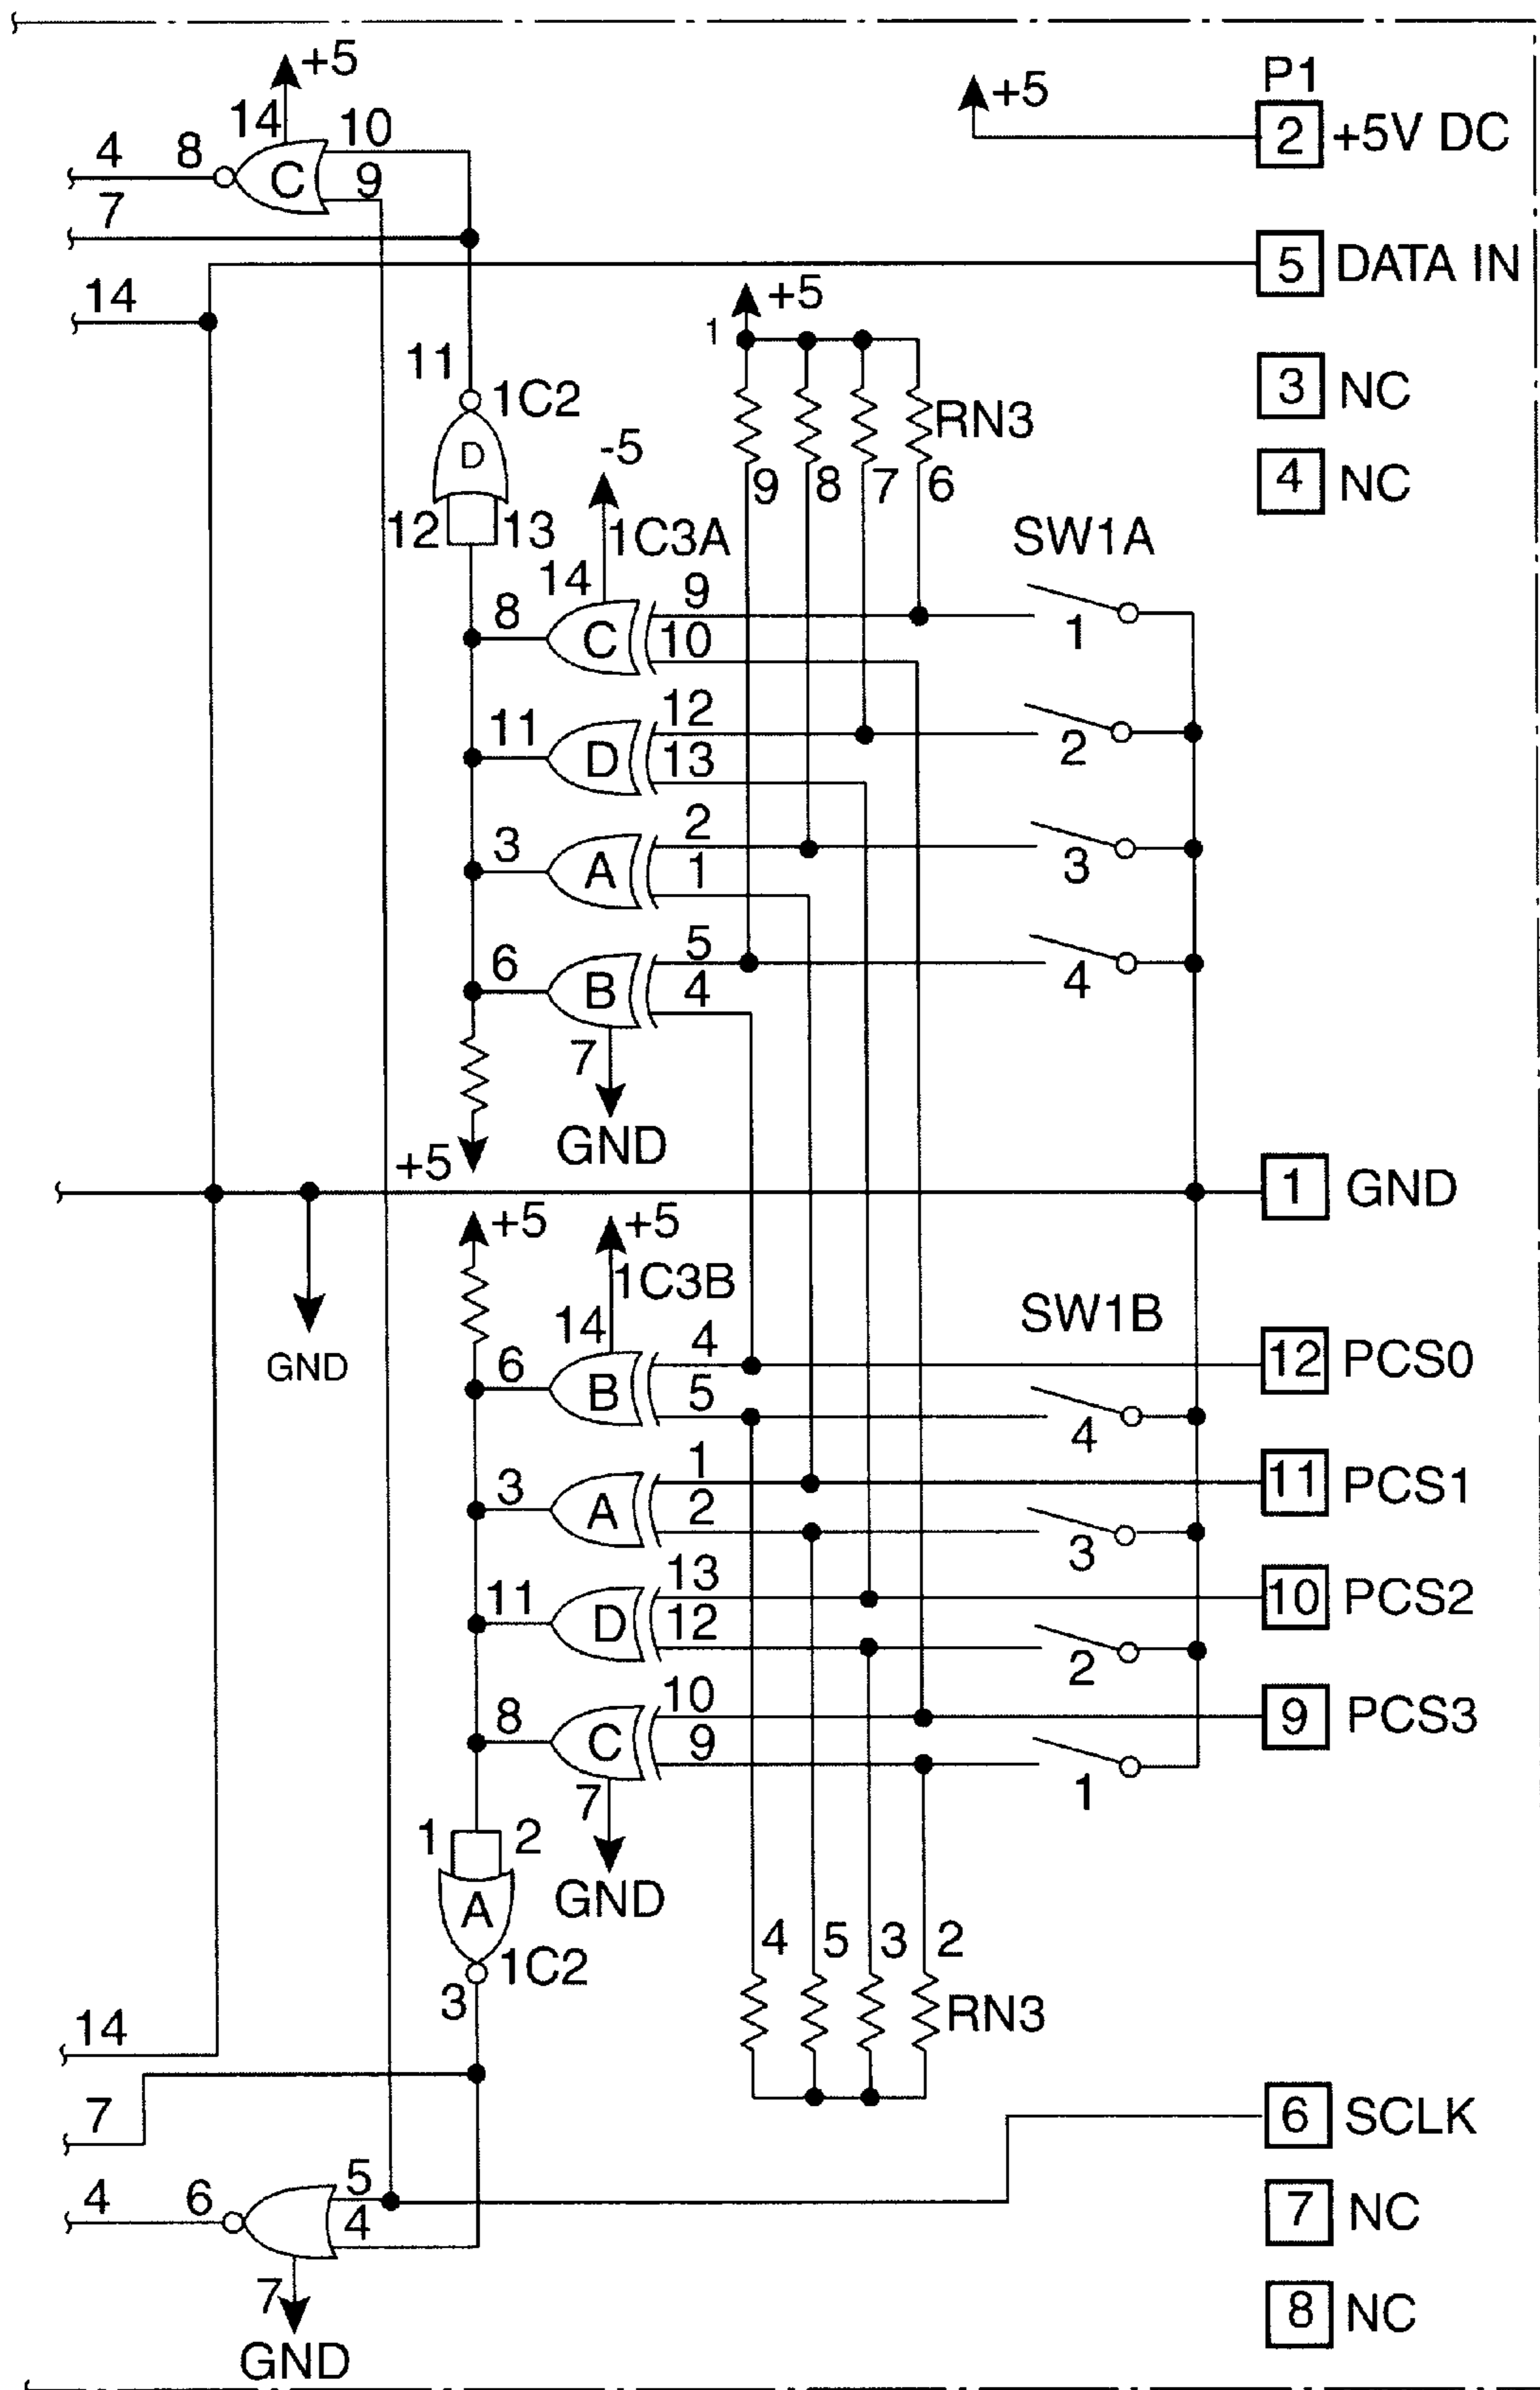 +5
14
10
4
8
C
9
7
+5
P1
2 +5V DC
5 DATA IN
14
+5
1
11
1C2
D
3 NC
RN3
-5
9 8 7 6
4 NC
12 13
1C3A
SW1A
14
9
8
C
10
1
12
11
D
13
2
2
3
A
1
3
5
6
B
4
4
7
GND
+5
1 GND
+5
+5
1C3B
SW1B
14
GND
4
12 PCS0
6
B
5
4
1
11 PCS1
3
A
2
3
13
10 PCS2
11
D
12
2
10
9 PCS3
8
C
9
1
7
1 2
GND
A
4 5 3 2
1C2
3
RN3
14
7
6 SCLK
5
4
6
4
7 NC
7
GND
8 NC